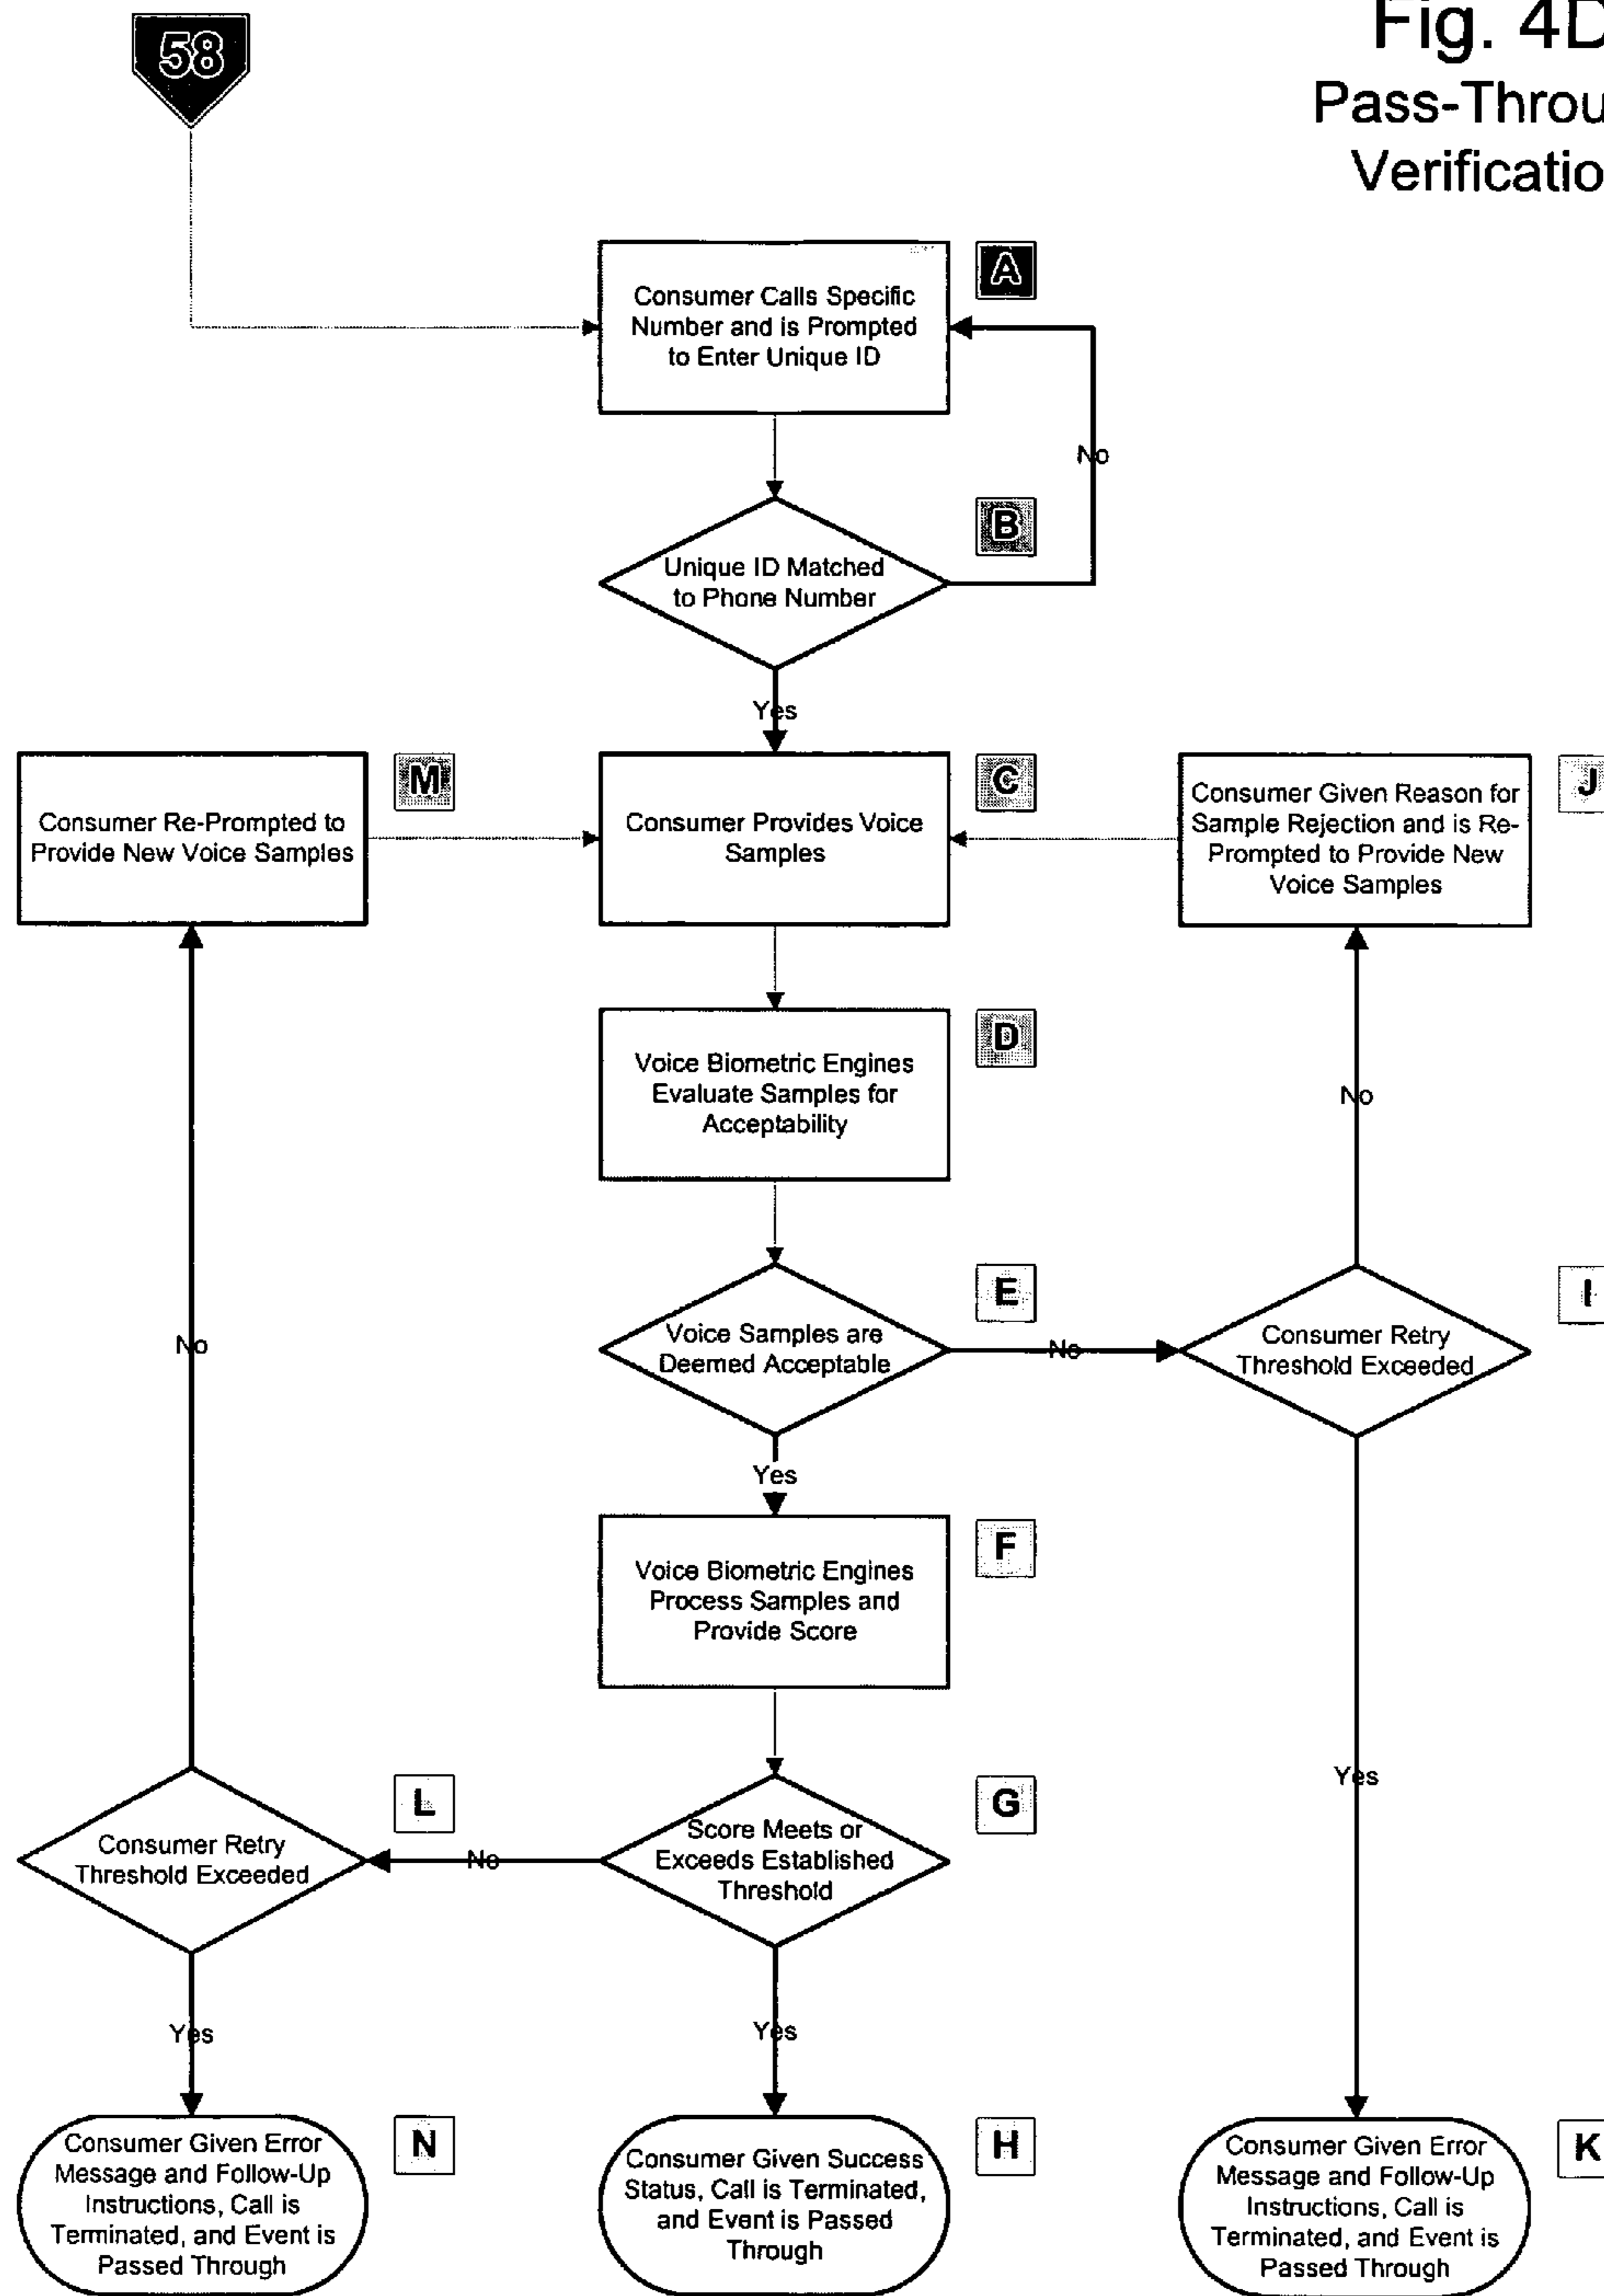 58
Fig. 4D
Pass-Throu
Verificatio
Consumer Calls Specific
Number and is Prompted
to Enter Unique ID
A
No
B
Unique ID Matched
to Phone Number
Yes
Consumer Re-Prompted to
Provide New Voice Samples
M
Consumer Provides Voice
Samples
C
Consumer Given Reason for
Sample Rejection and is Re-
Prompted to Provide New
Voice Samples
J
Voice Biometric Engines
Evaluate Samples for
Acceptability
D
No
No
Voice Samples are
Deemed Acceptable
E
No
Consumer Retry
Threshold Exceeded
I
Yes
Voice Biometric Engines
Process Samples and
Provide Score
F
Consumer Retry
Threshold Exceeded
L
No
Score Meets or
Exceeds Established
Threshold
G
Yes
Yes
Yes
Consumer Given Error
Message and Follow-Up
Instructions, Call is
Terminated, and Event is
Passed Through
N
Consumer Given Success
Status, Call is Terminated,
and Event is Passed
Through
H
Consumer Given Error
Message and Follow-Up
Instructions, Call is
Terminated, and Event is
Passed Through
K